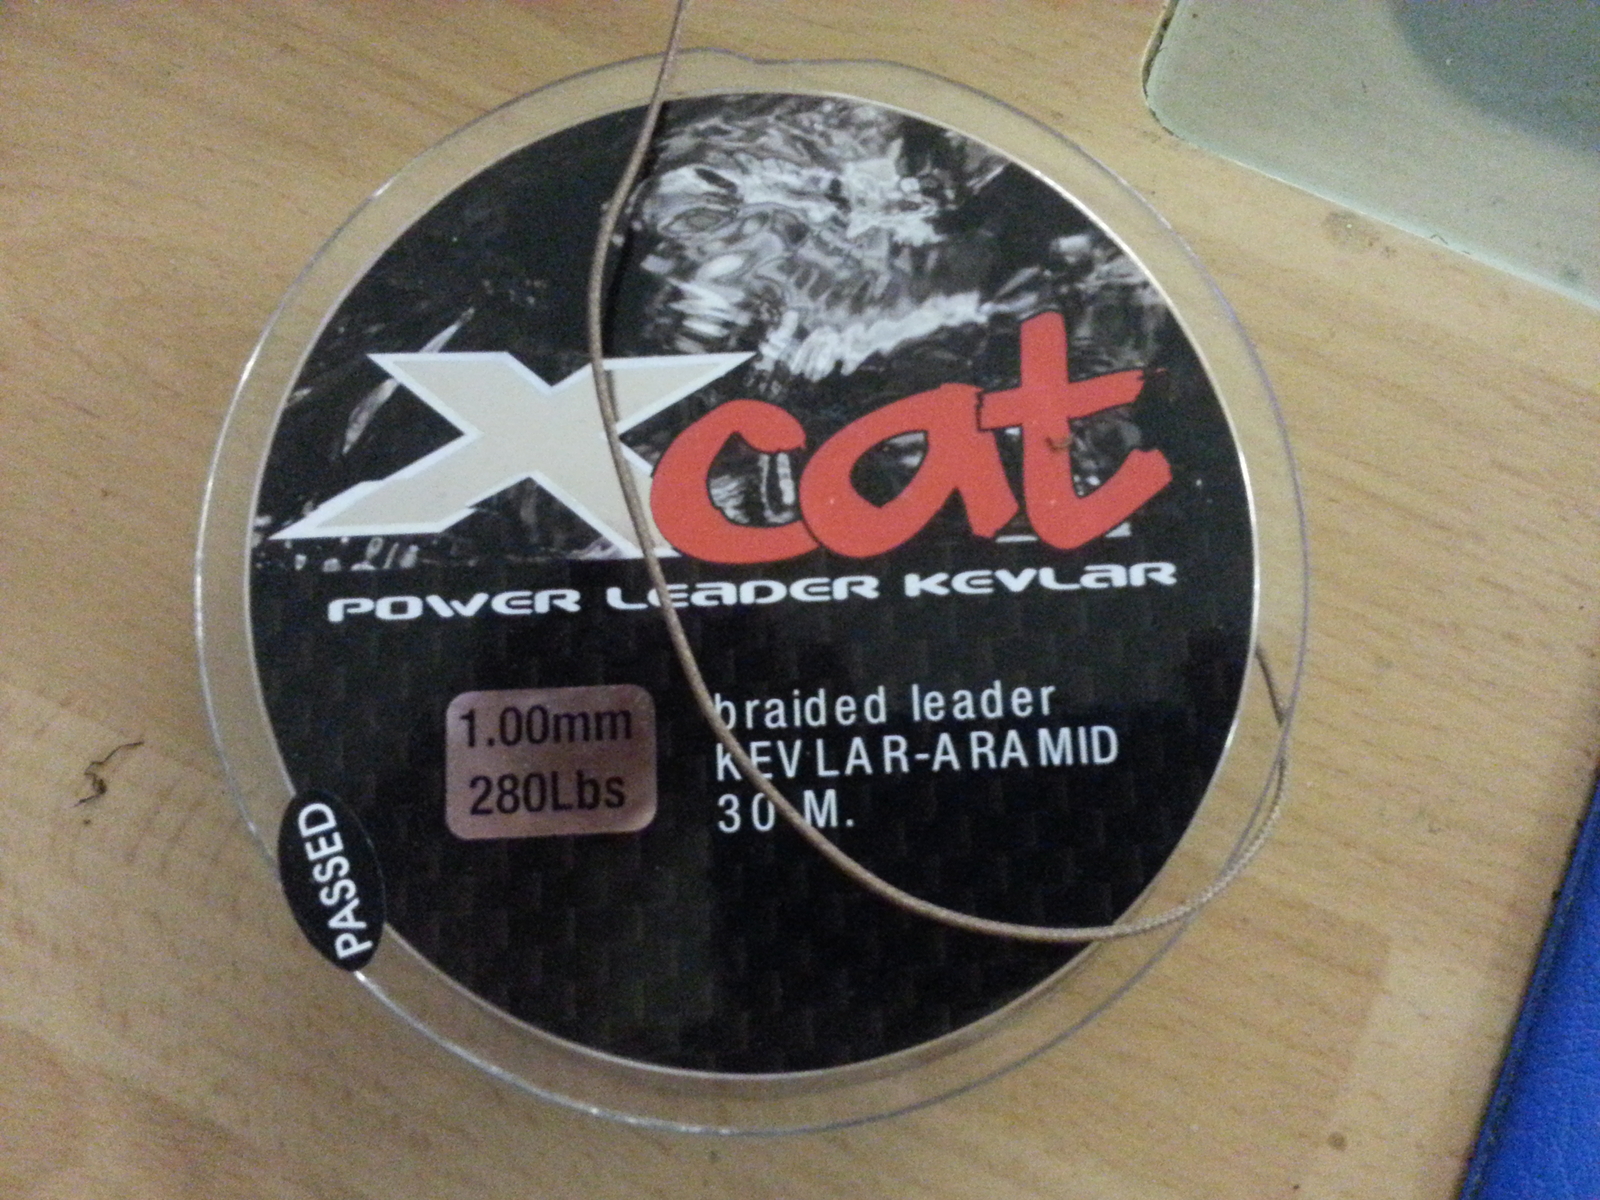 Xcat
POWER LEADER KEVLAR
1.00mm
280Lbs
braided leader
KEVLAR-ARAMID
30 M.
PASSED